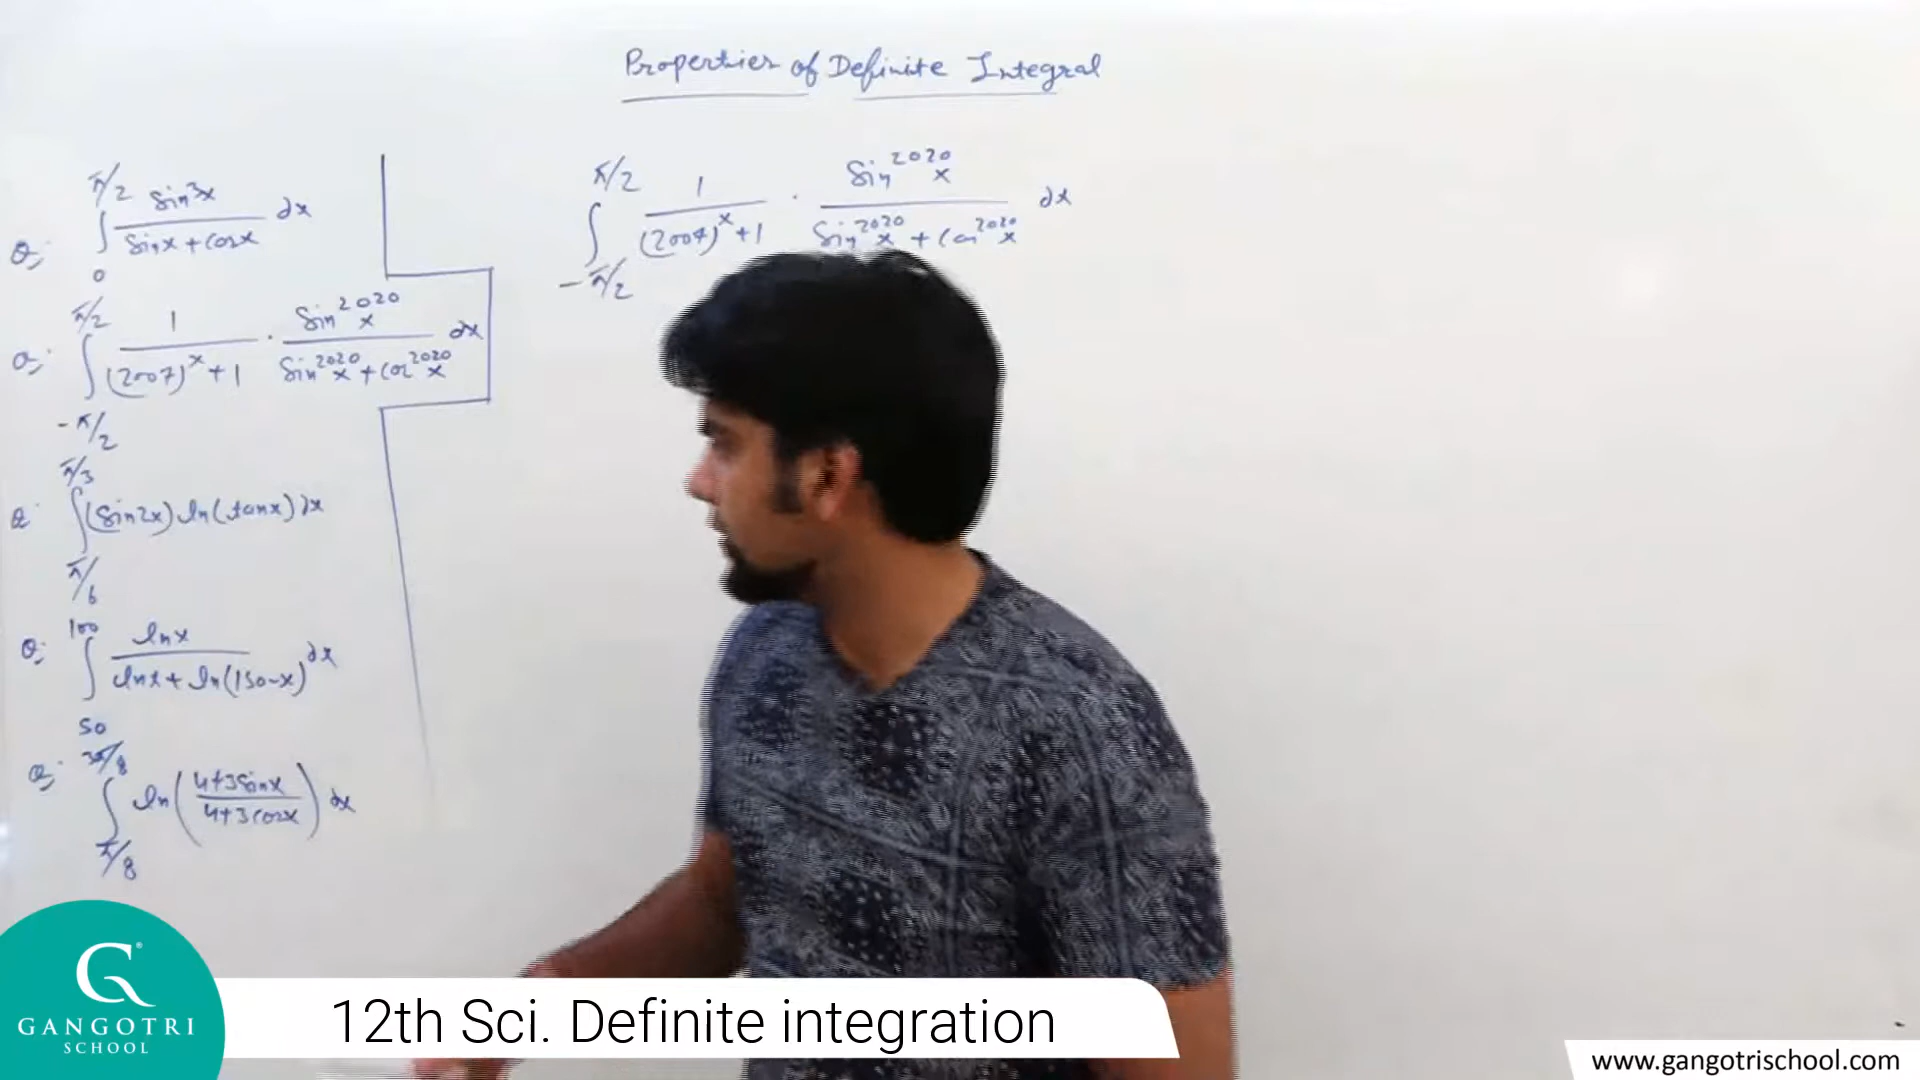 Properties of Definite Integral
Q: ∫_0^{π/2} sin³x / (sinx + cosx) dx
Q: ∫_{-π/2}^{π/2} 1 / ((2007)^x + 1) · sin^{2020}x / (sin^{2020}x + cos^{2020}x) dx
Q: ∫_{π/6}^{π/3} (sin2x) ln(tanx) dx
Q: ∫_{50}^{100} lnx / (lnx + ln(150-x)) dx
Q: ∫_{π/8}^{3π/8} ln((4+3sinx) / (4+3cosx)) dx
∫_{-π/2}^{π/2} 1 / ((2007)^x + 1) · sin^{2020}x / (sin^{2020}x + cos^{2020}x) dx
G®
GANGOTRI
SCHOOL
12th Sci. Definite integration
www.gangotrischool.com